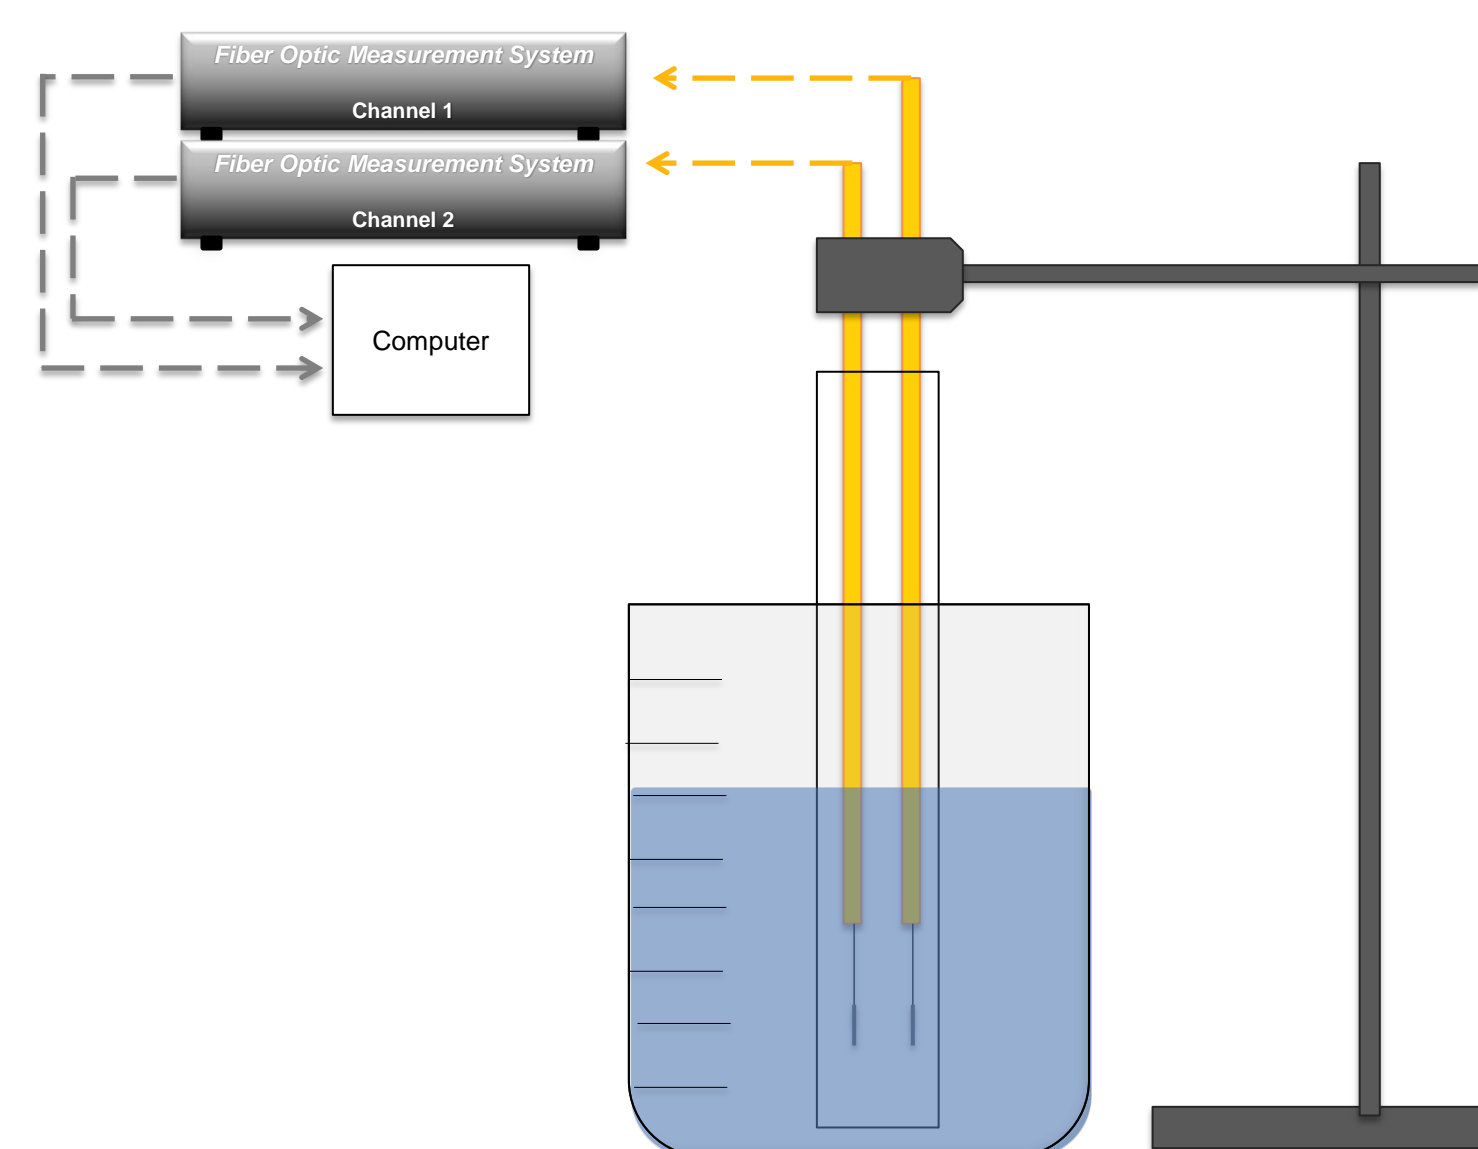 Fiber Optic Measurement System
Channel 1
Fiber Optic Measurement System
Channel 2
Computer